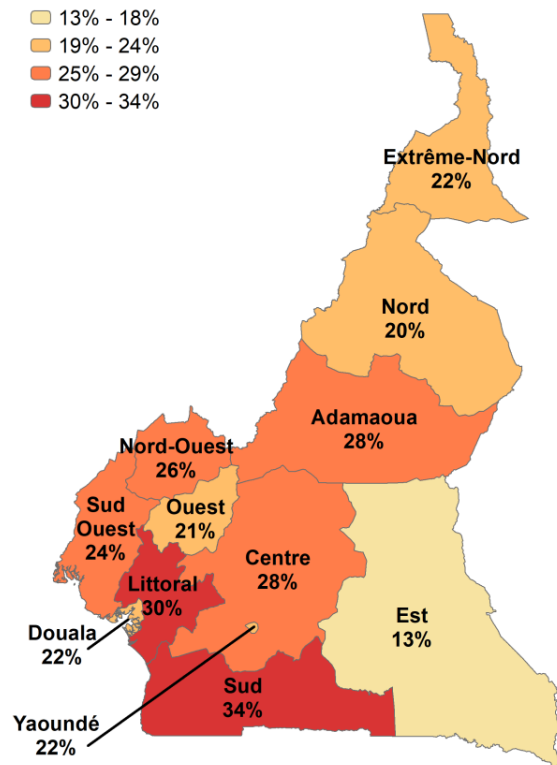 13% - 18%
19% - 24%
25% - 29%
30% - 34%
Extrême-Nord
22%
Nord
20%
Adamaoua
28%
Nord-Ouest
26%
Ouest
21%
Sud
Ouest
24%
Centre
28%
Littoral
30%
Est
13%
Douala
22%
Sud
34%
Yaoundé
22%